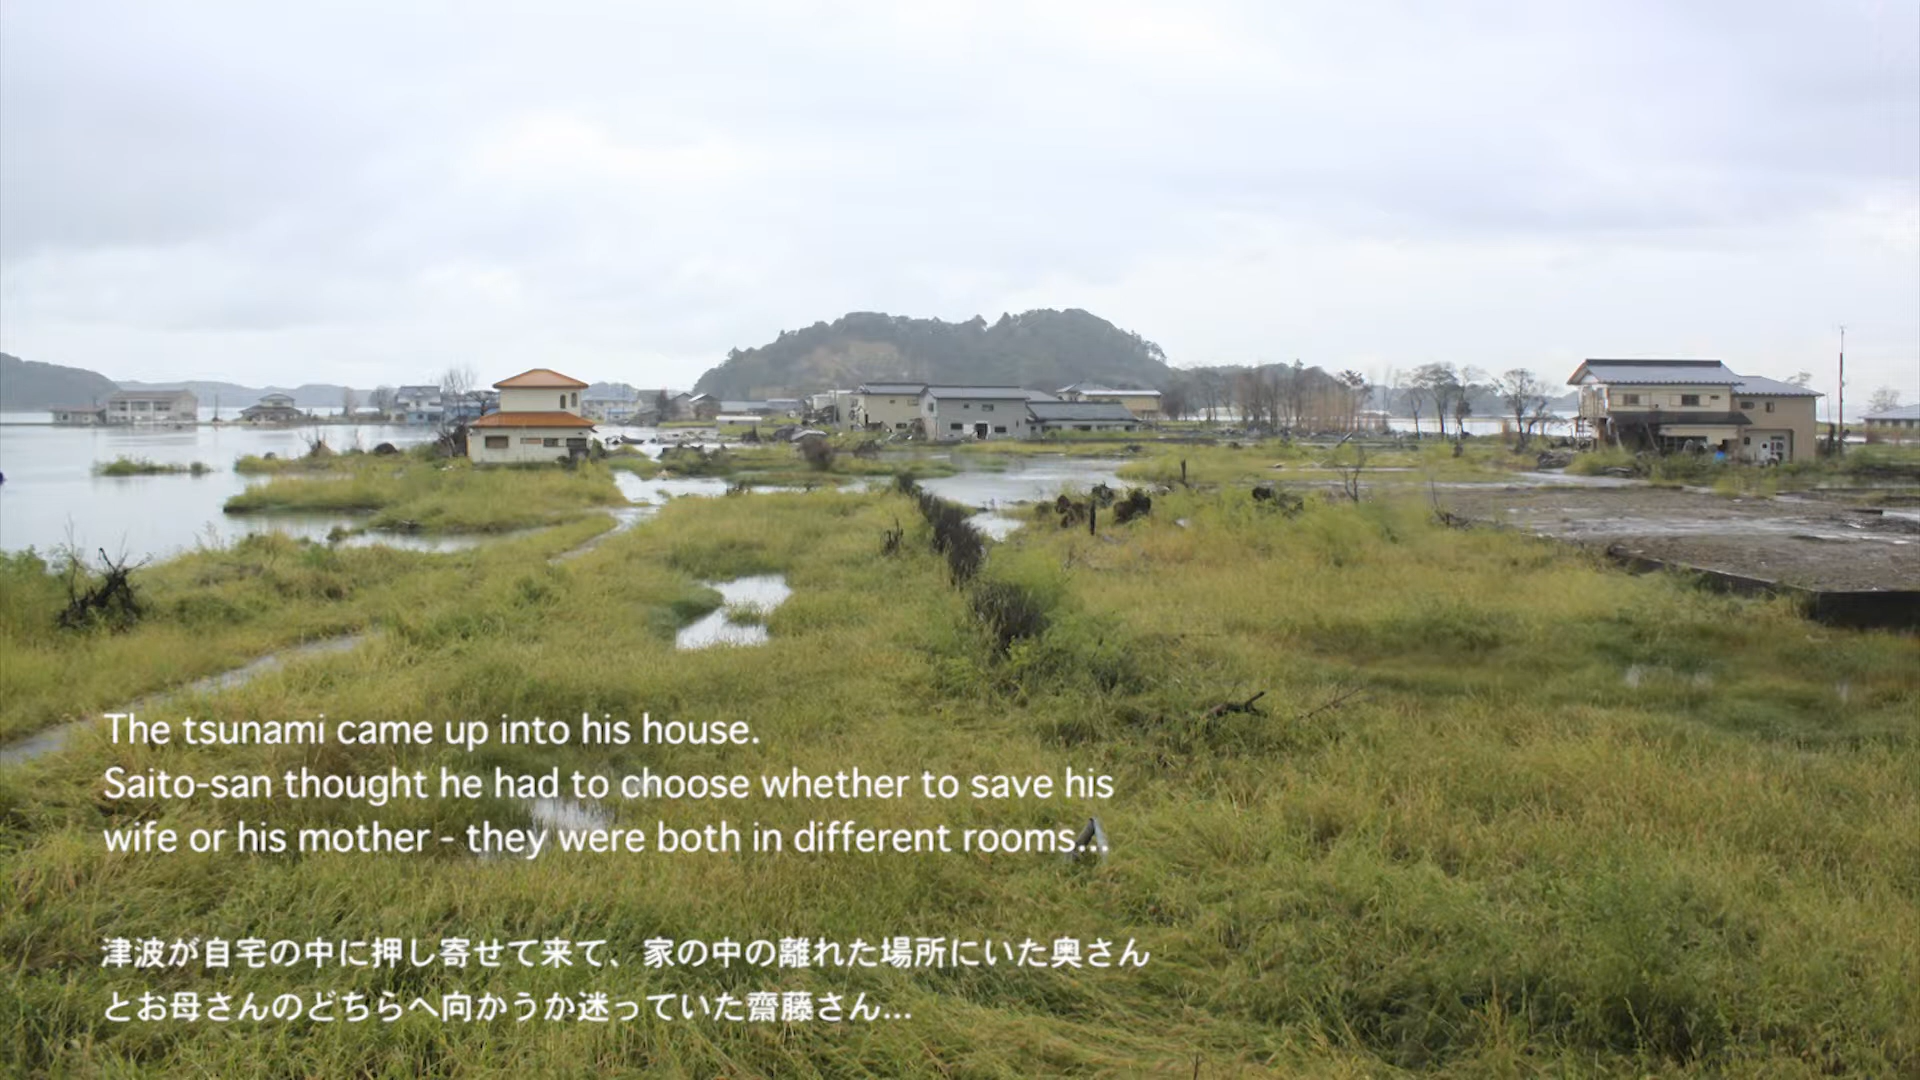 The tsunami came up into his house.
Saito-san thought he had to choose whether to save his
wife or his mother - they were both in different rooms...
津波が自宅の中に押し寄せて来て、家の中の離れた場所にいた奥さん
とお母さんのどちらへ向かうか迷っていた齋藤さん...